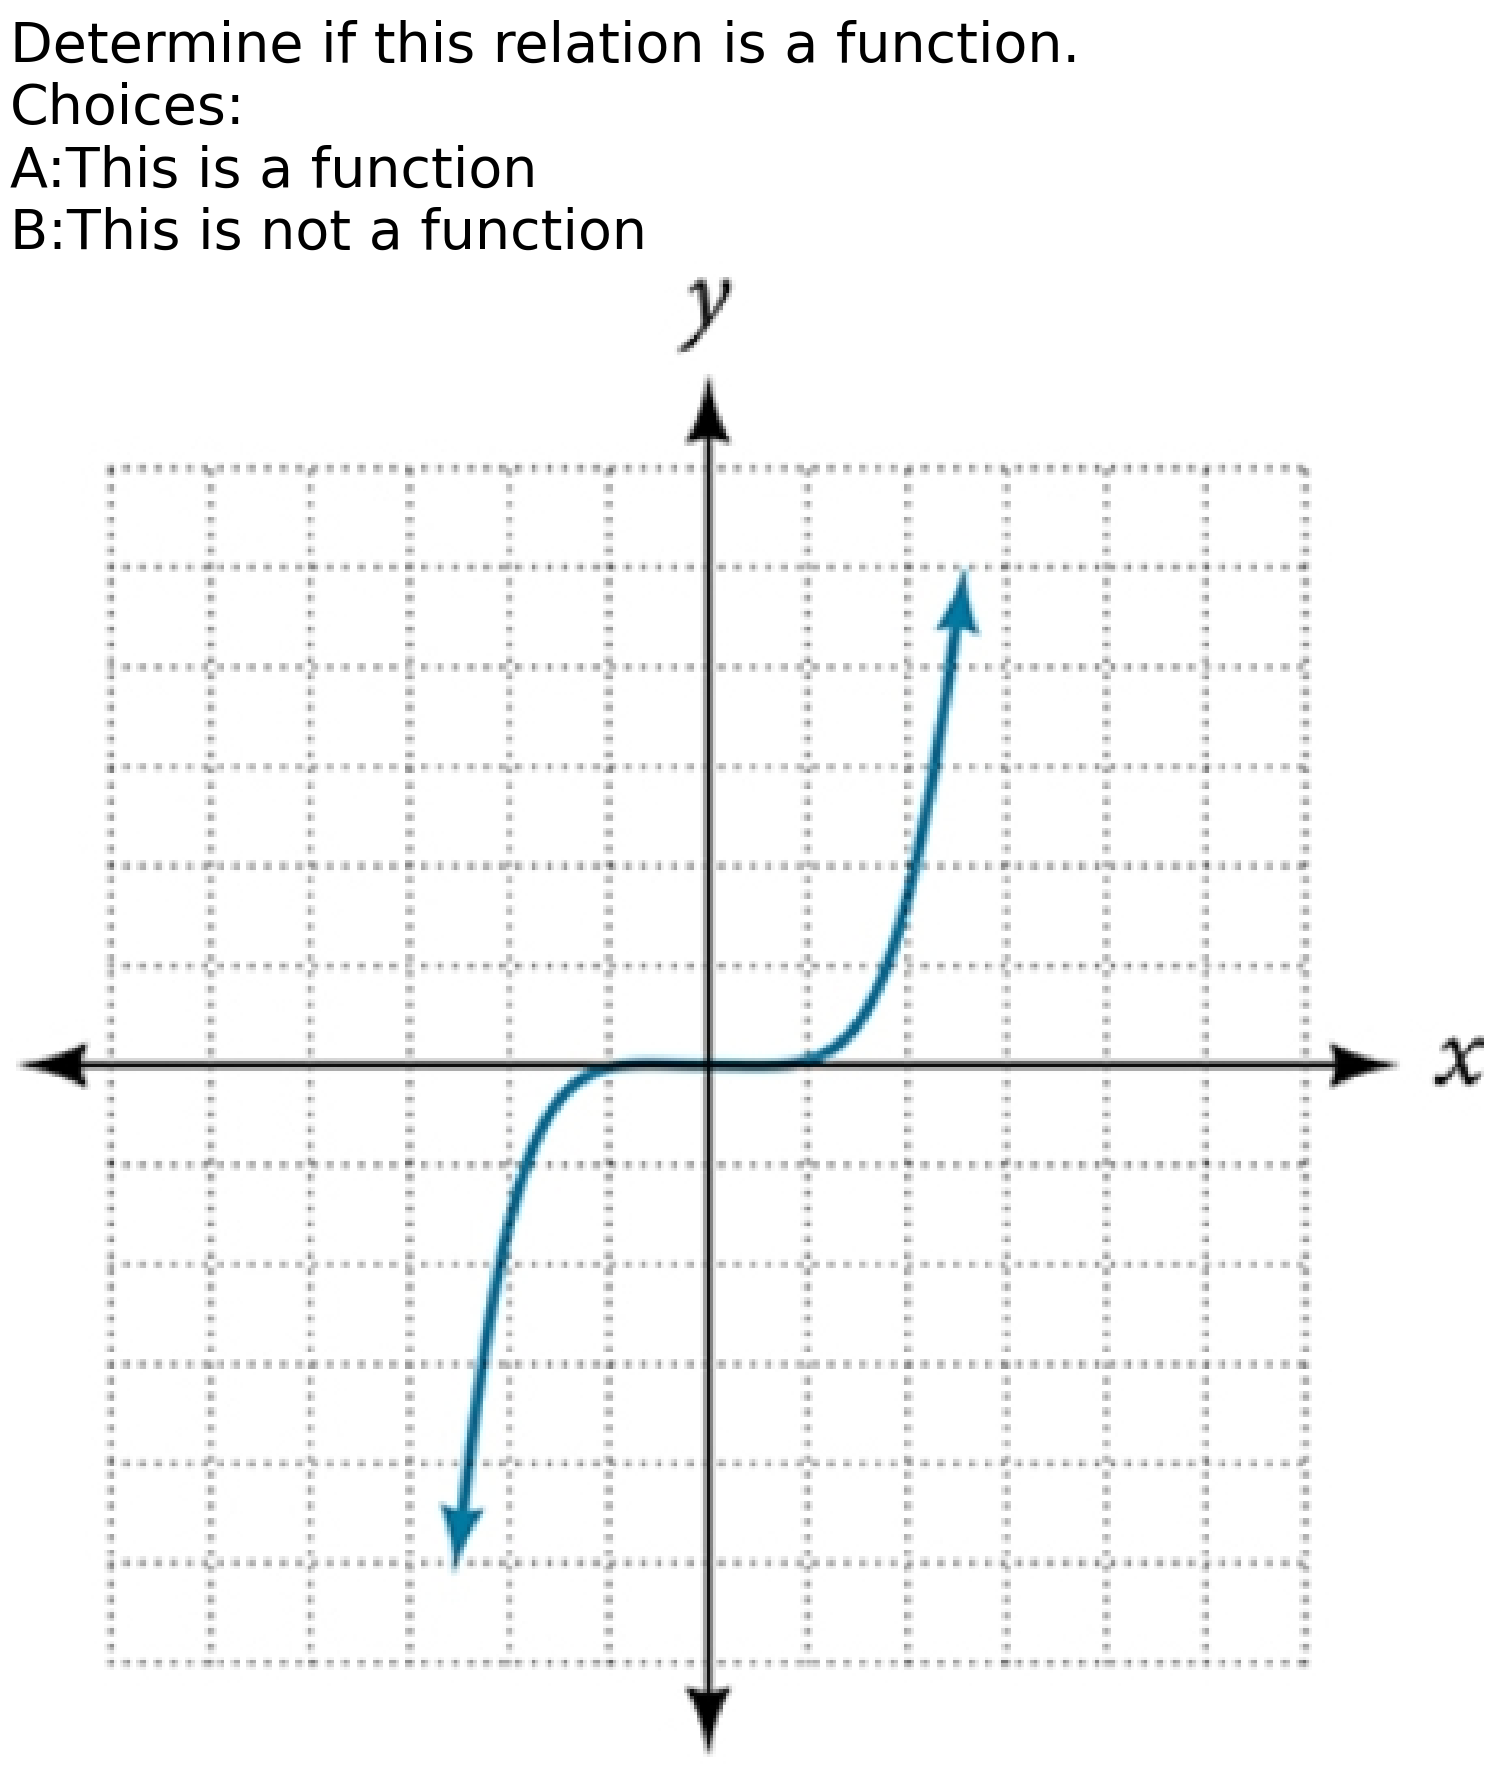 Determine if this relation is a function.
Choices:
A:This is a function
B:This is not a function
y
x